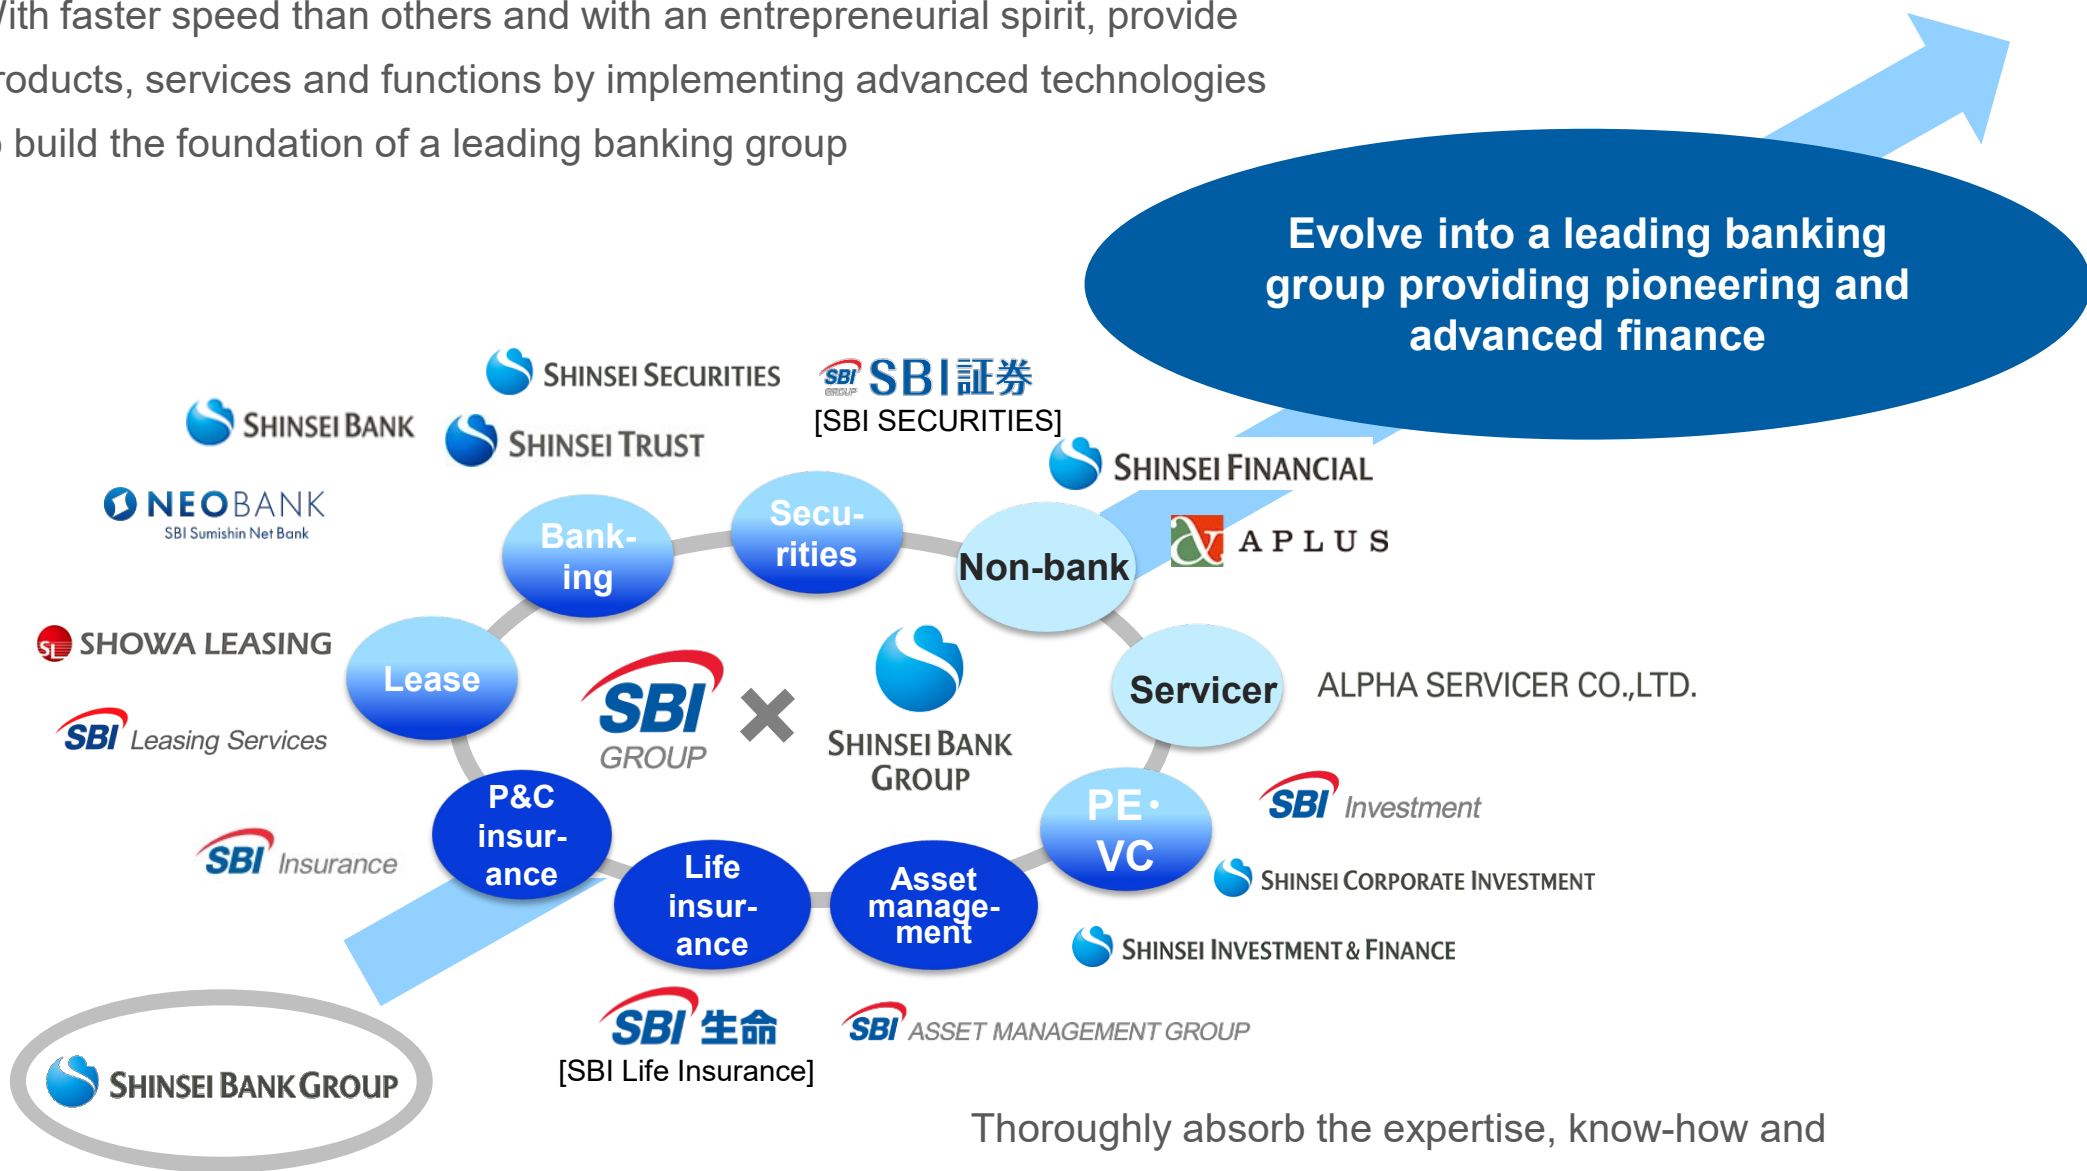 ith faster speed than others and with an entrepreneurial spirit, provide
roducts, services and functions by implementing advanced technologies
build the foundation of a leading banking group
Evolve into a leading banking
group providing pioneering and
advanced finance
SHINSEI SECURITIES
SBI GROUP SBI証券
[SBI SECURITIES]
SHINSEI BANK
SHINSEI TRUST
SHINSEI FINANCIAL
NEOBANK
SBI Sumishin Net Bank
APLUS
Bank-
ing
Secu-
rities
Non-bank
SL SHOWA LEASING
Lease
SBI Leasing Services
SBI
GROUP
SHINSEI BANK
GROUP
Servicer
ALPHA SERVICER CO.,LTD.
P&C
insur-
ance
SBI Insurance
Life
insur-
ance
Asset
manage-
ment
PE・
VC
SBI Investment
SHINSEI CORPORATE INVESTMENT
SHINSEI INVESTMENT & FINANCE
SBI 生命
[SBI Life Insurance]
SBI ASSET MANAGEMENT GROUP
SHINSEI BANK GROUP
Thoroughly absorb the expertise, know-how and